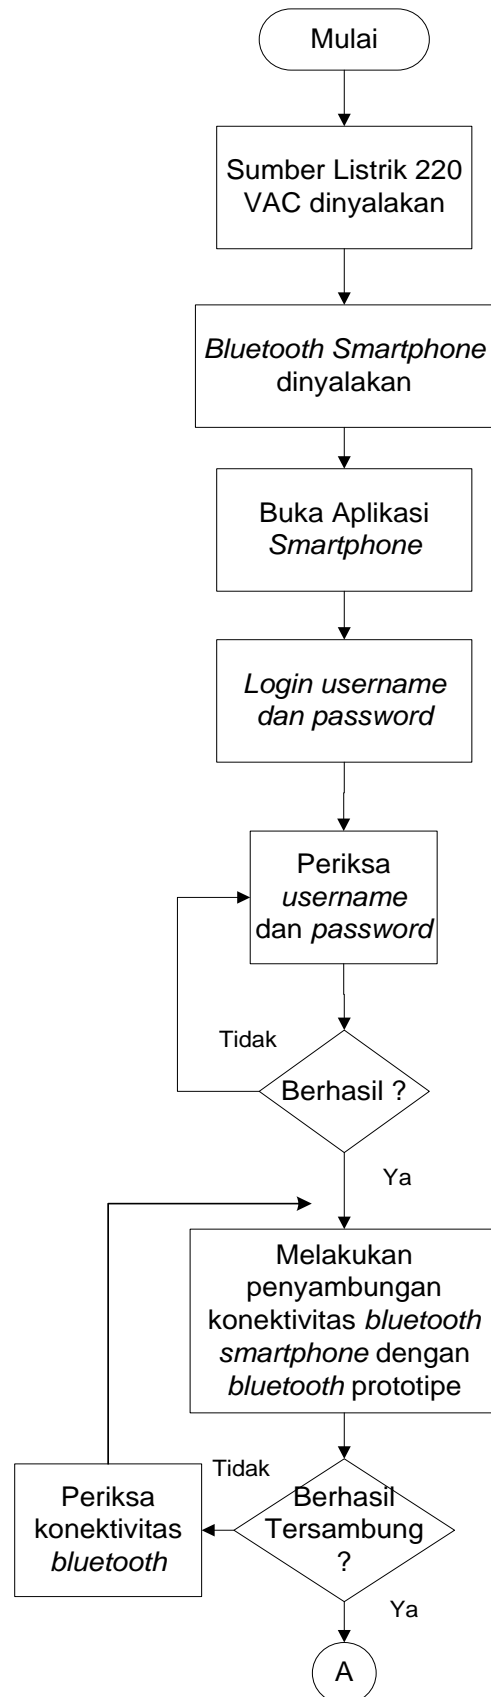 Mulai
Sumber Listrik 220
VAC dinyalakan
Bluetooth Smartphone
dinyalakan
Buka Aplikasi
Smartphone
Login username
dan password
Periksa
username
dan password
Tidak
Berhasil ?
Ya
Melakukan
penyambungan
konektivitas bluetooth
smartphone dengan
bluetooth prototipe
Tidak
Periksa
konektivitas
bluetooth
Berhasil
Tersambung
?
Ya
A